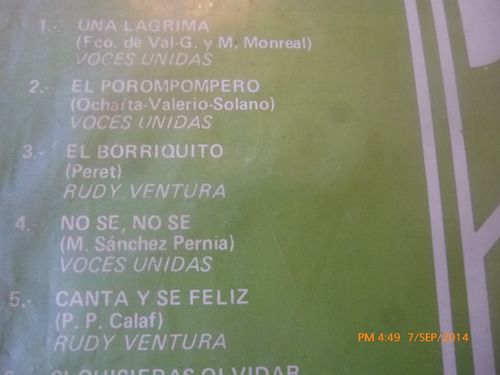 1.- UNA LAGRIMA
(Fco. de Val-G. y M. Monreal)
VOCES UNIDAS
2.- EL POROMPOMPERO
(Ocharta-Valerio-Solano)
VOCES UNIDAS
3.- EL BORRIQUITO
(Peret)
RUDY VENTURA
4.- NO SE, NO SE
(M. Sánchez Pernia)
VOCES UNIDAS
5.- CANTA Y SE FELIZ
(P. P. Calaf)
RUDY VENTURA
QUISIERAS OLVIDAR
PM 4:49 7/SEP/2014